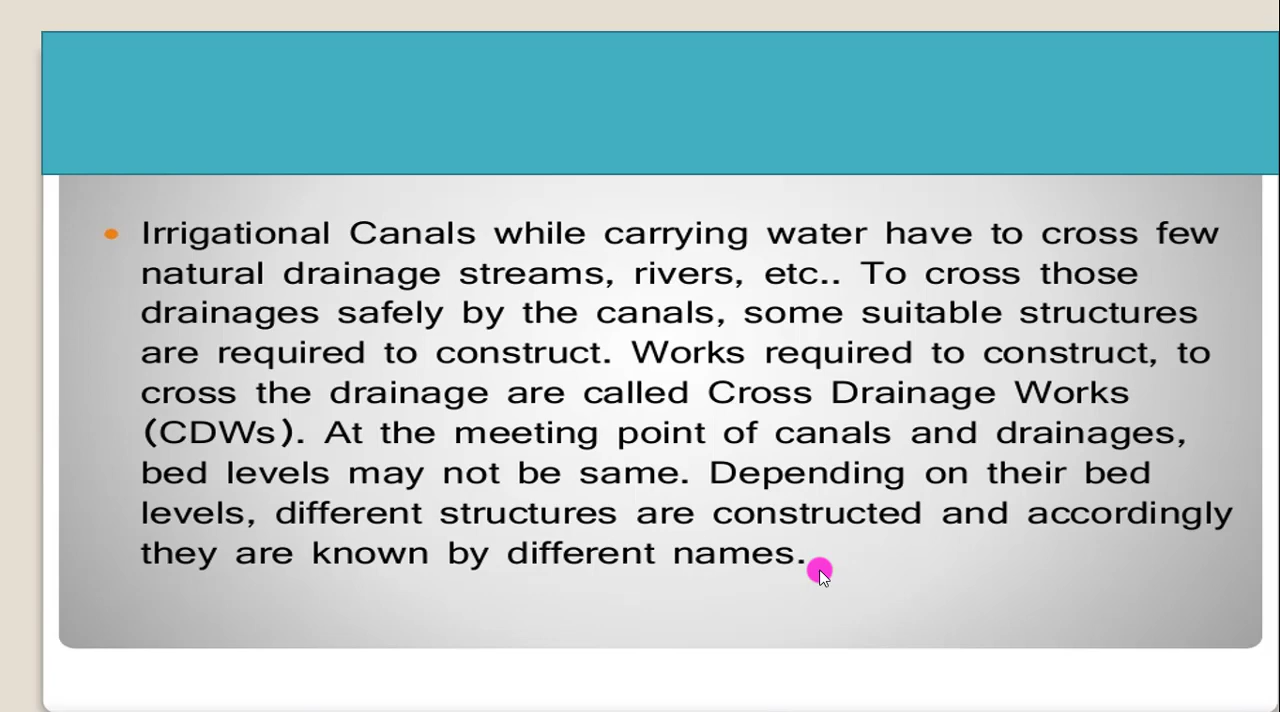 Irrigational Canals while carrying water have to cross few
natural drainage streams, rivers, etc.. To cross those
drainages safely by the canals, some suitable structures
are required to construct. Works required to construct, to
cross the drainage are called Cross Drainage Works
(CDWs). At the meeting point of canals and drainages,
bed levels may not be same. Depending on their bed
levels, different structures are constructed and accordingly
they are known by different names.